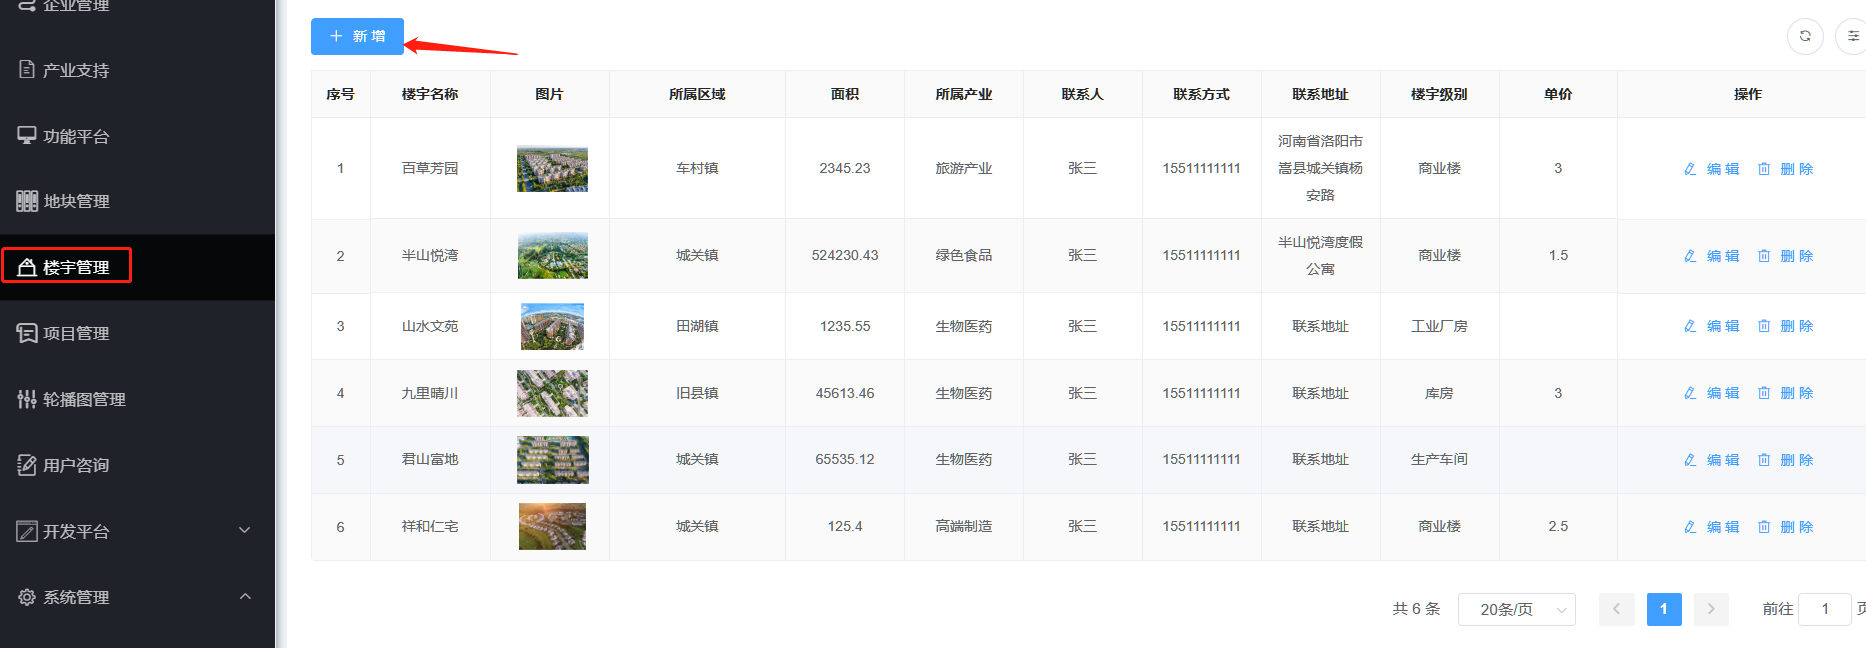 企业管理
产业支持
功能平台
地块管理
楼宇管理
项目管理
轮播图管理
用户咨询
开发平台
系统管理
新增
序号 楼宇名称 图片 所属区域 面积 所属产业 联系人 联系方式 联系地址 楼宇级别 单价 操作
1 百草芳园 车村镇 2345.23 旅游产业 张三 15511111111 河南省洛阳市嵩县城关镇杨安路 商业楼 3 编辑 删除
2 半山悦湾 城关镇 524230.43 绿色食品 张三 15511111111 半山悦湾度假公寓 商业楼 1.5 编辑 删除
3 山水文苑 田湖镇 1235.55 生物医药 张三 15511111111 联系地址 工业厂房 编辑 删除
4 九里晴川 旧县镇 45613.46 生物医药 张三 15511111111 联系地址 库房 3 编辑 删除
5 君山富地 城关镇 65535.12 生物医药 张三 15511111111 联系地址 生产车间 编辑 删除
6 祥和仁宅 城关镇 125.4 高端制造 张三 15511111111 联系地址 商业楼 2.5 编辑 删除
共 6 条 20条/页 1 前往 1 页